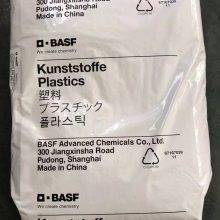 300 Jiangxinsha Road
Pudong, Shanghai
Made in China
BASF
We create chemistry
Kunststoffe
Plastics
塑料
プラスチック
플라스틱
BASF Advanced Chemicals Co., Ltd.
300 Jiangxinsha Road
Pudong, Shanghai
Made in China
11
BASF
We create chemistry
Kunststoffe